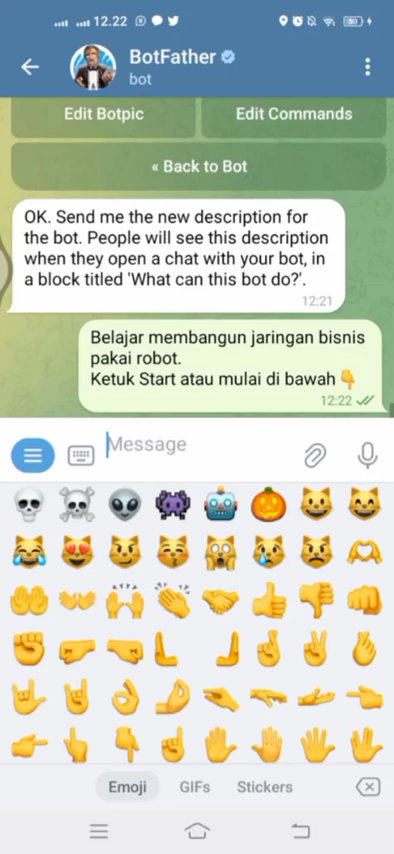 12.22
50
BotFather
bot
Edit Botpic
Edit Commands
« Back to Bot
OK. Send me the new description for
the bot. People will see this description
when they open a chat with your bot, in
a block titled 'What can this bot do?'.
12:21
Belajar membangun jaringan bisnis
pakai robot.
Ketuk Start atau mulai di bawah👇
12:22
Message
Emoji
GIFs
Stickers